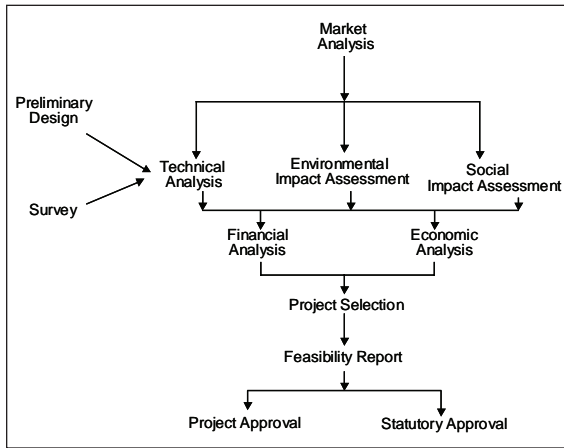 Market
Analysis
Preliminary
Design
Technical
Analysis
Environmental
Impact Assessment
Social
Impact Assessment
Survey
Financial
Analysis
Economic
Analysis
Project Selection
Feasibility Report
Project Approval
Statutory Approval